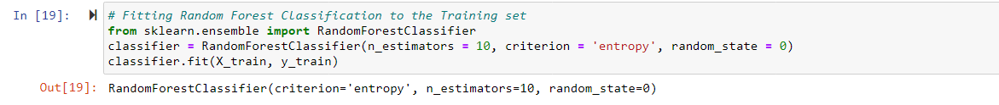 In [19]: # Fitting Random Forest Classification to the Training set
from sklearn.ensemble import RandomForestClassifier
classifier = RandomForestClassifier(n_estimators = 10, criterion = 'entropy', random_state = 0)
classifier.fit(X_train, y_train)
Out[19]: RandomForestClassifier(criterion='entropy', n_estimators=10, random_state=0)